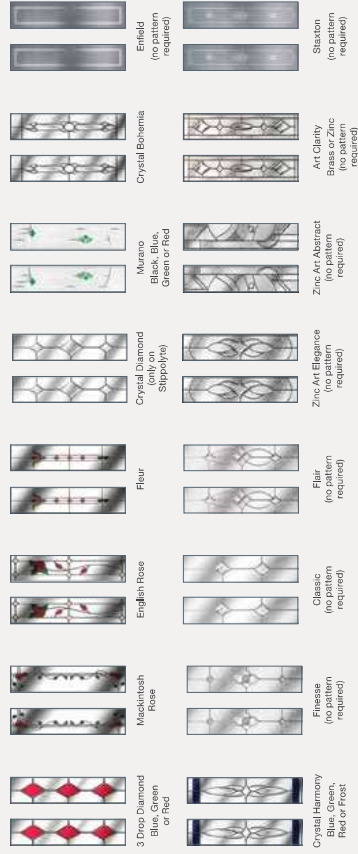 3 Drop Diamond
Blue, Green
or Red
Mackintosh
Rose
English Rose
Fleur
Crystal Diamond
(only on
Stippolyte)
Murano
Black, Blue,
Green or Red
Crystal Bohemia
Enfield
(no pattern
required)
Crystal Harmony
Blue, Green,
Red or Frost
Finesse
(no pattern
required)
Classic
(no pattern
required)
Flair
(no pattern
required)
Zinc Art Elegance
(no pattern
required)
Zinc Art Abstract
(no pattern
required)
Art Clarity
Brass or Zinc
(no pattern
required)
Staxton
(no pattern
required)